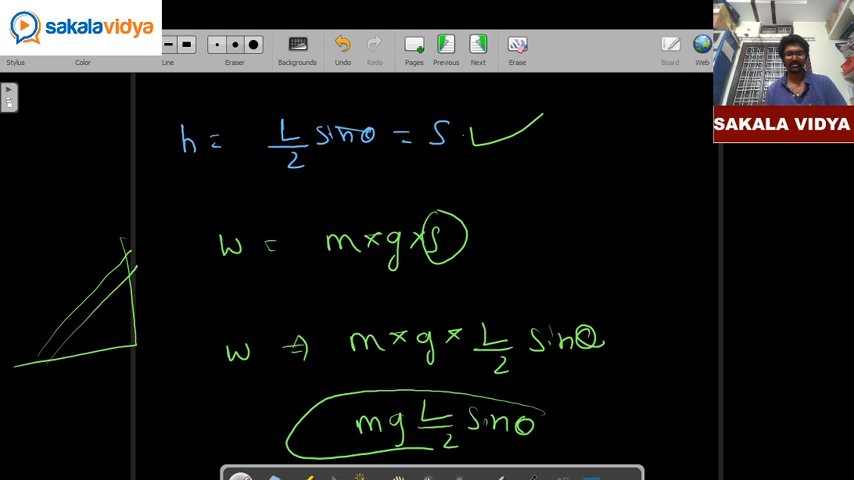 sakalavidya
Stylus Color Line Eraser Backgrounds Undo Redo Pages Previous Next Erase Board Web
SAKALA VIDYA
h = L/2 sinθ = S
w = m × g × S
w ⇒ m × g × L/2 sinθ
mg L/2 sinθ